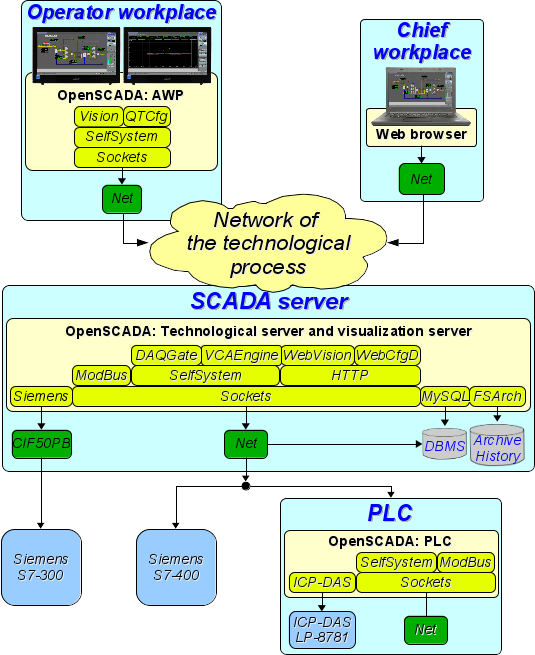 Operator workplace
OpenSCADA: AWP
Vision QTCfg
SelfSystem
Sockets
Net
Chief
workplace
Web browser
Net
Network of
the technological
process
SCADA server
OpenSCADA: Technological server and visualization server
DAQGate VCAEngine WebVision WebCfgD
ModBus SelfSystem HTTP
Siemens Sockets MySQL FSArch
CIF50PB Net DBMS Archive
History
Siemens
S7-300
Siemens
S7-400
PLC
OpenSCADA: PLC
SelfSystem ModBus
ICP-DAS Sockets
ICP-DAS
LP-8781
Net